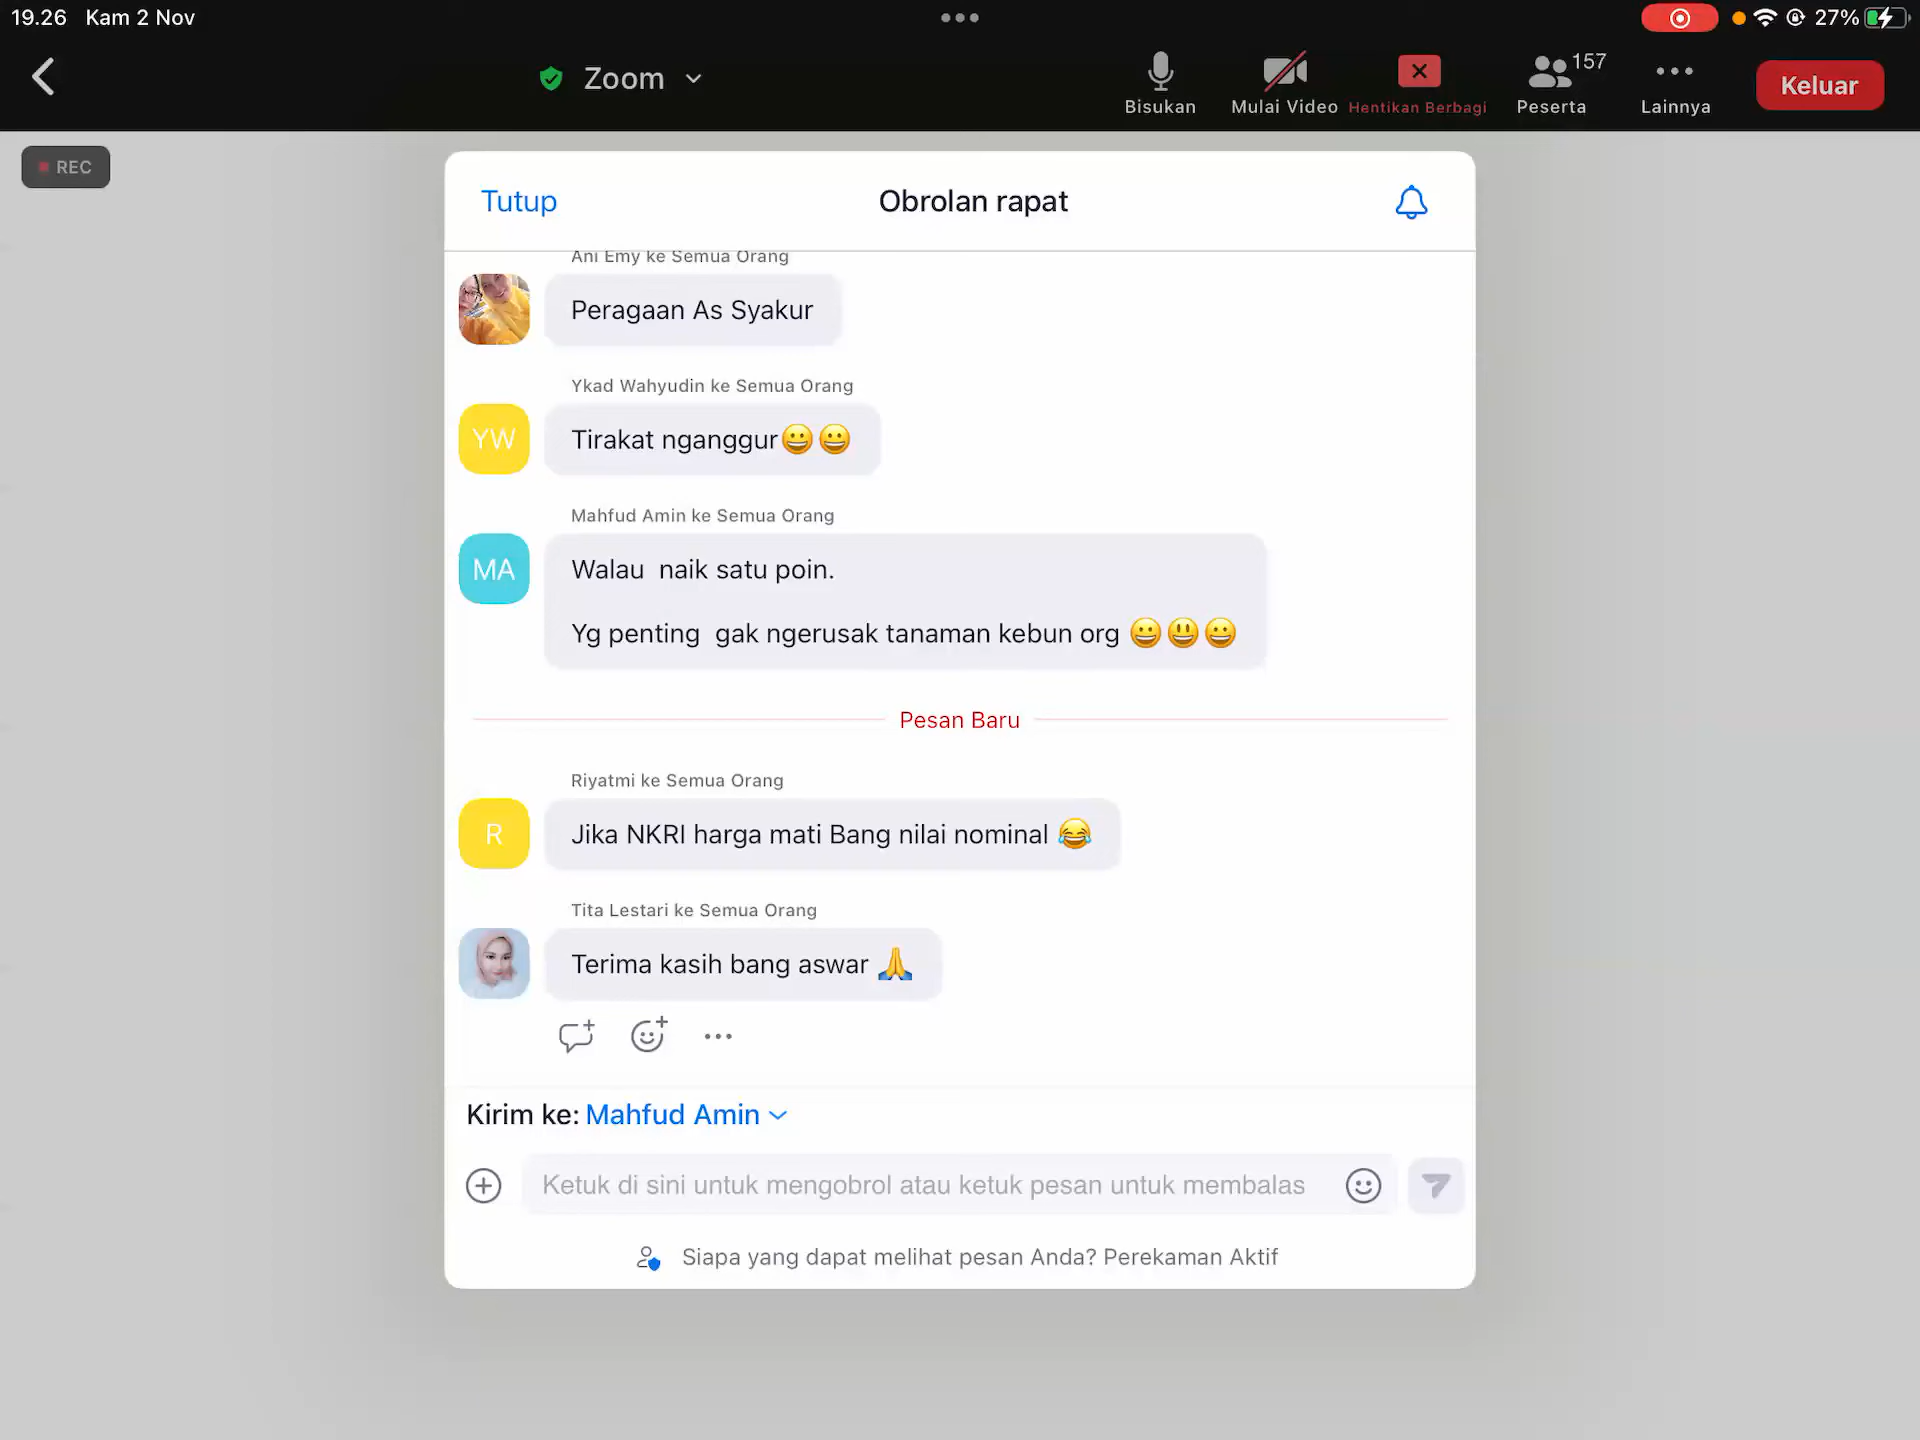 19.26 Kam 2 Nov
27%
Zoom
Bisukan
Mulai Video
Hentikan Berbagi
157
Peserta
Lainnya
Keluar
REC
Tutup
Obrolan rapat
Ani Emy ke Semua Orang
Peragaan As Syakur
Ykad Wahyudin ke Semua Orang
YW
Tirakat nganggur😀😀
Mahfud Amin ke Semua Orang
MA
Walau  naik satu poin.
Yg penting  gak ngerusak tanaman kebun org 😀😃😀
Pesan Baru
Riyatmi ke Semua Orang
R
Jika NKRI harga mati Bang nilai nominal 😂
Tita Lestari ke Semua Orang
Terima kasih bang aswar 🙏
Kirim ke: Mahfud Amin
Ketuk di sini untuk mengobrol atau ketuk pesan untuk membalas
Siapa yang dapat melihat pesan Anda? Perekaman Aktif